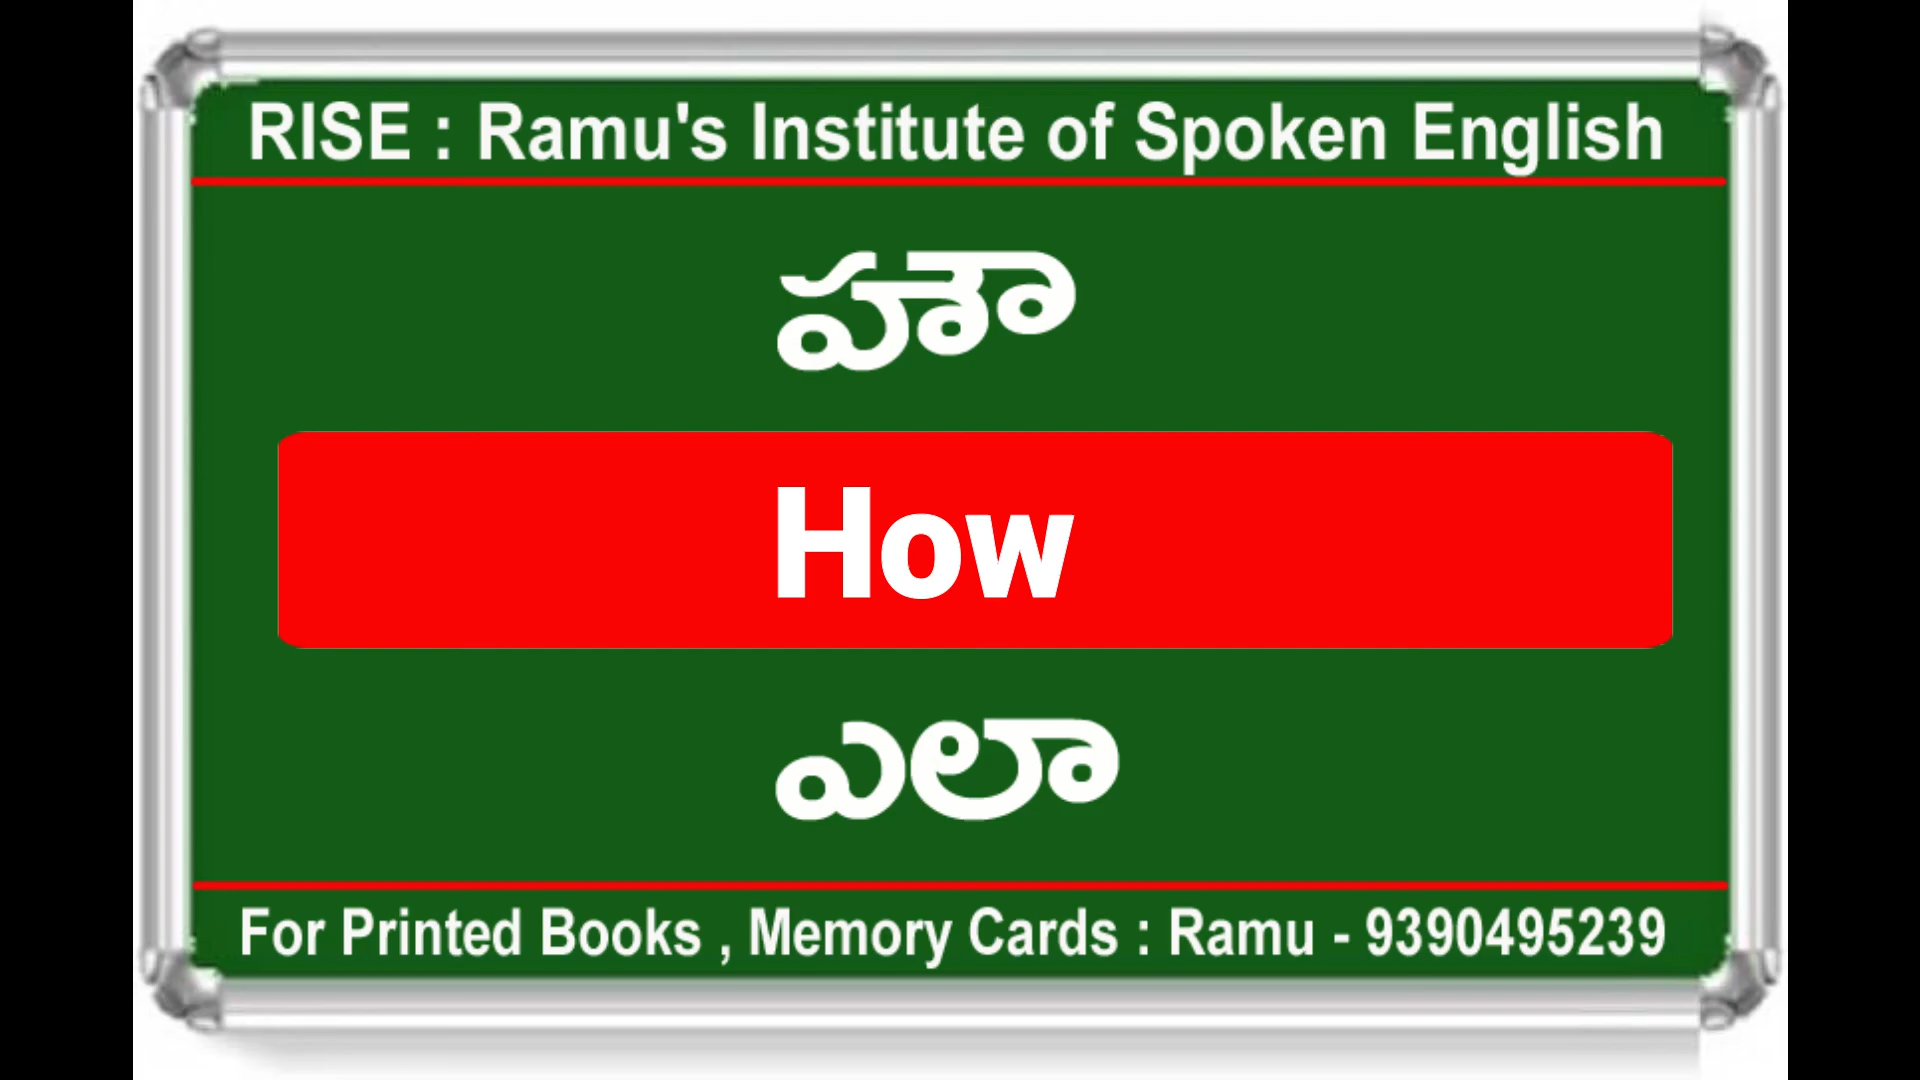 RISE : Ramu's Institute of Spoken English
హౌ
How
ఎలా
For Printed Books , Memory Cards : Ramu - 9390495239